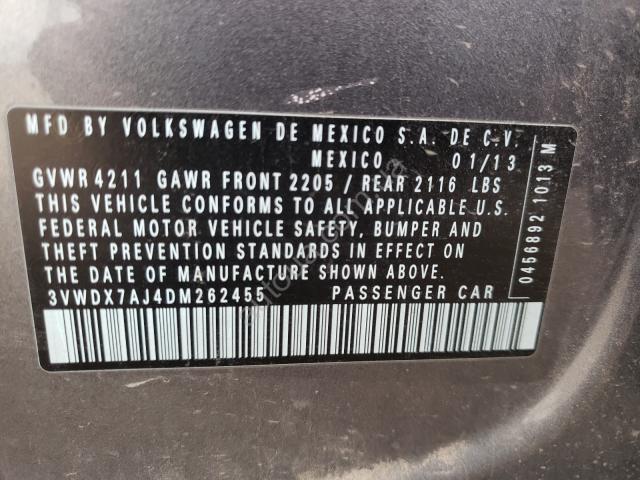 MFD BY VOLKSWAGEN DE MEXICO S.A. DE C.V.
MEXICO 01/13
GVWR 4211 GAWR FRONT 2205 / REAR 2116 LBS
THIS VEHICLE CONFORMS TO ALL APPLICABLE U.S.
FEDERAL MOTOR VEHICLE SAFETY, BUMPER AND
THEFT PREVENTION STANDARDS IN EFFECT ON
THE DATE OF MANUFACTURE SHOWN ABOVE.
3VWDX7AJ4DM262455 PASSENGER CAR
0456892 1013 M